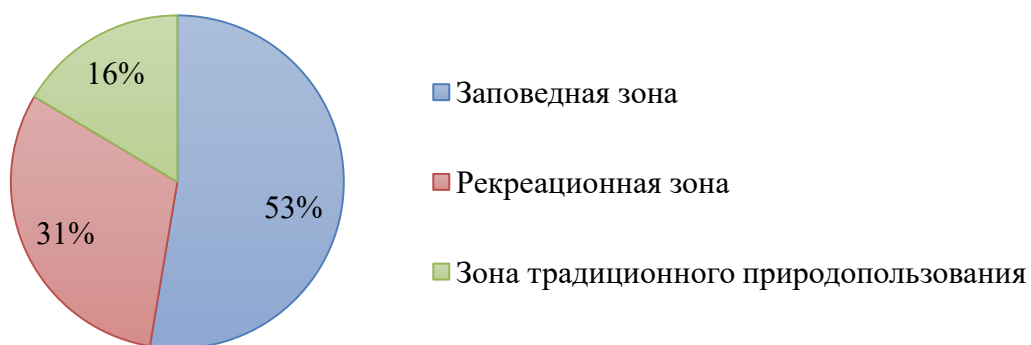 16%
31%
53%
Заповедная зона
Рекреационная зона
Зона традиционного природопользования